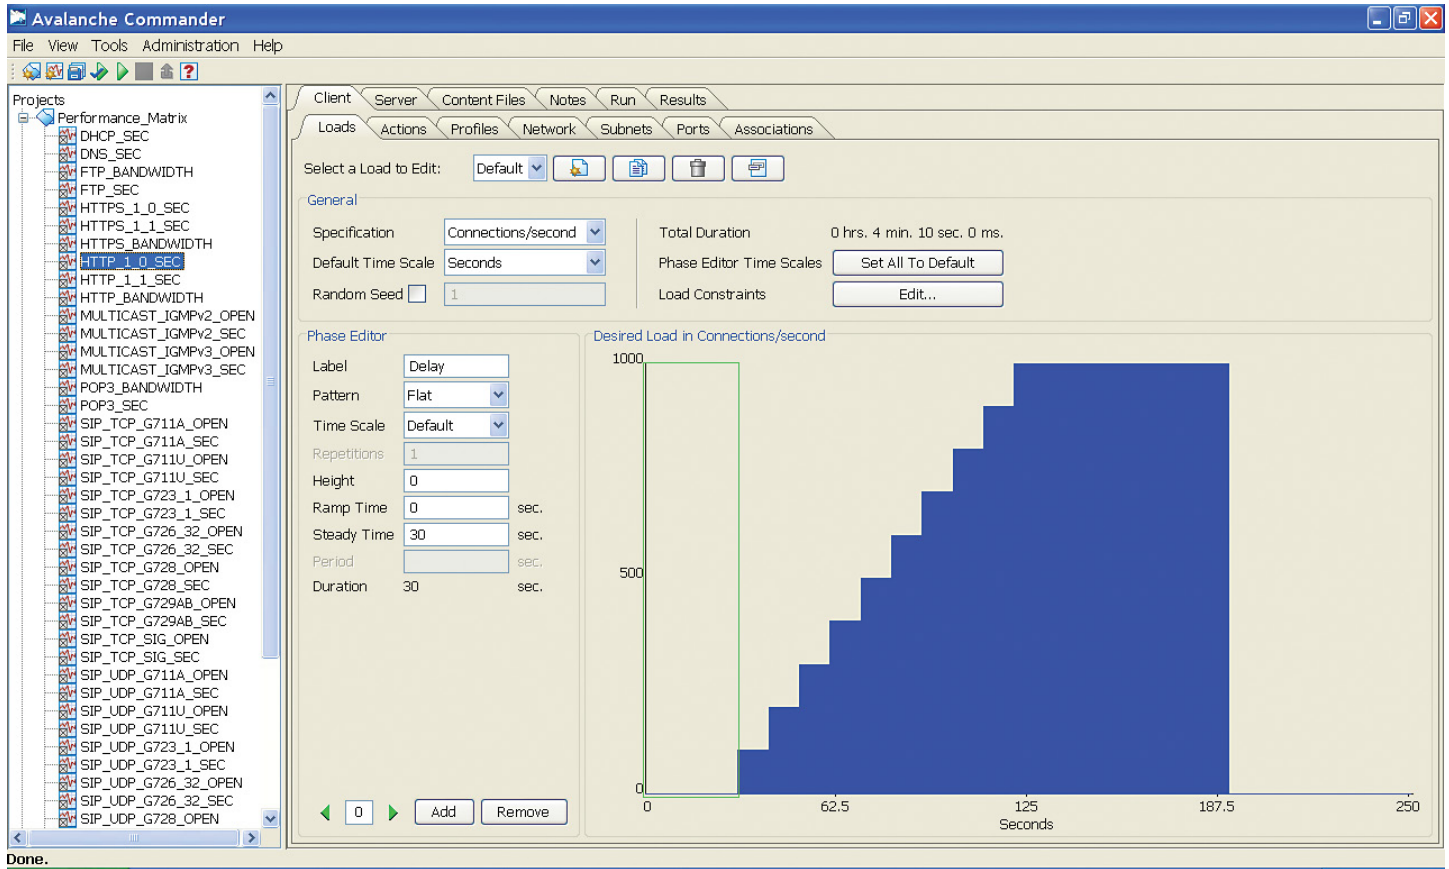 Avalanche Commander
File View Tools Administration Help
Projects
Performance_Matrix
DHCP_SEC
DNS_SEC
FTP_BANDWIDTH
FTP_SEC
HTTPS_1_0_SEC
HTTPS_1_1_SEC
HTTPS_BANDWIDTH
HTTP_1_0_SEC
HTTP_1_1_SEC
HTTP_BANDWIDTH
MULTICAST_IGMPv2_OPEN
MULTICAST_IGMPv2_SEC
MULTICAST_IGMPv3_OPEN
MULTICAST_IGMPv3_SEC
POP3_BANDWIDTH
POP3_SEC
SIP_TCP_G711A_OPEN
SIP_TCP_G711A_SEC
SIP_TCP_G711U_OPEN
SIP_TCP_G711U_SEC
SIP_TCP_G723_1_OPEN
SIP_TCP_G723_1_SEC
SIP_TCP_G726_32_OPEN
SIP_TCP_G726_32_SEC
SIP_TCP_G728_OPEN
SIP_TCP_G728_SEC
SIP_TCP_G729AB_OPEN
SIP_TCP_G729AB_SEC
SIP_TCP_SIG_OPEN
SIP_TCP_SIG_SEC
SIP_UDP_G711A_OPEN
SIP_UDP_G711A_SEC
SIP_UDP_G711U_OPEN
SIP_UDP_G711U_SEC
SIP_UDP_G723_1_OPEN
SIP_UDP_G723_1_SEC
SIP_UDP_G726_32_OPEN
SIP_UDP_G726_32_SEC
SIP_UDP_G728_OPEN
Client Server Content Files Notes Run Results
Loads Actions Profiles Network Subnets Ports Associations
Select a Load to Edit: Default
General
Specification Connections/second Total Duration 0 hrs. 4 min. 10 sec. 0 ms.
Default Time Scale Seconds Phase Editor Time Scales Set All To Default
Random Seed 1 Load Constraints Edit...
Phase Editor
Label Delay
Pattern Flat
Time Scale Default
Repetitions 1
Height 0
Ramp Time 0 sec.
Steady Time 30 sec.
Period sec.
Duration 30 sec.
0 Add Remove
Desired Load in Connections/second
1000
500
0
0 62.5 125 187.5 250
Seconds
Done.